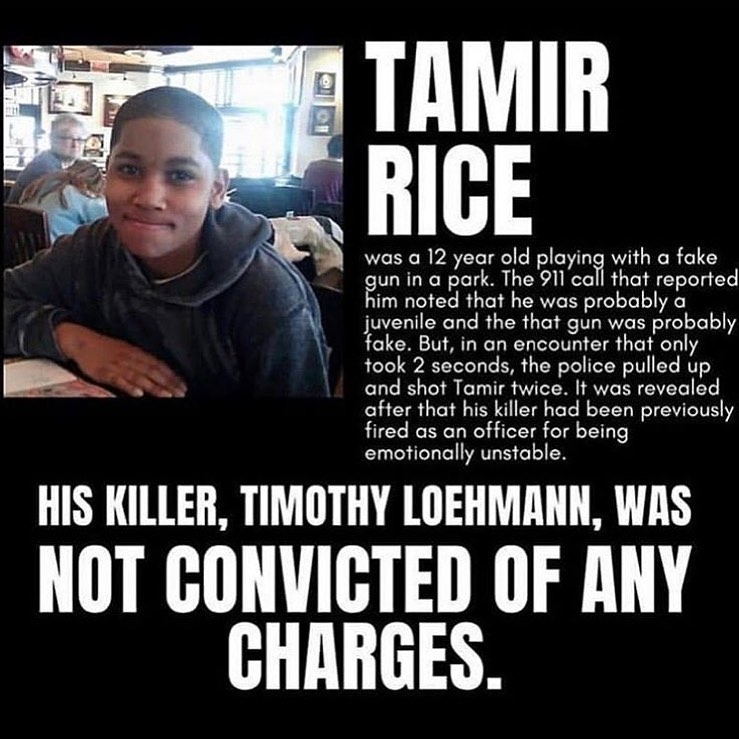 TAMIR
RICE
was a 12 year old playing with a fake
gun in a park. The 911 call that reported
him noted that he was probably a
juvenile and the that gun was probably
fake. But, in an encounter that only
took 2 seconds, the police pulled up
and shot Tamir twice. It was revealed
after that his killer had been previously
fired as an officer for being
emotionally unstable.
HIS KILLER, TIMOTHY LOEHMANN, WAS
NOT CONVICTED OF ANY
CHARGES.